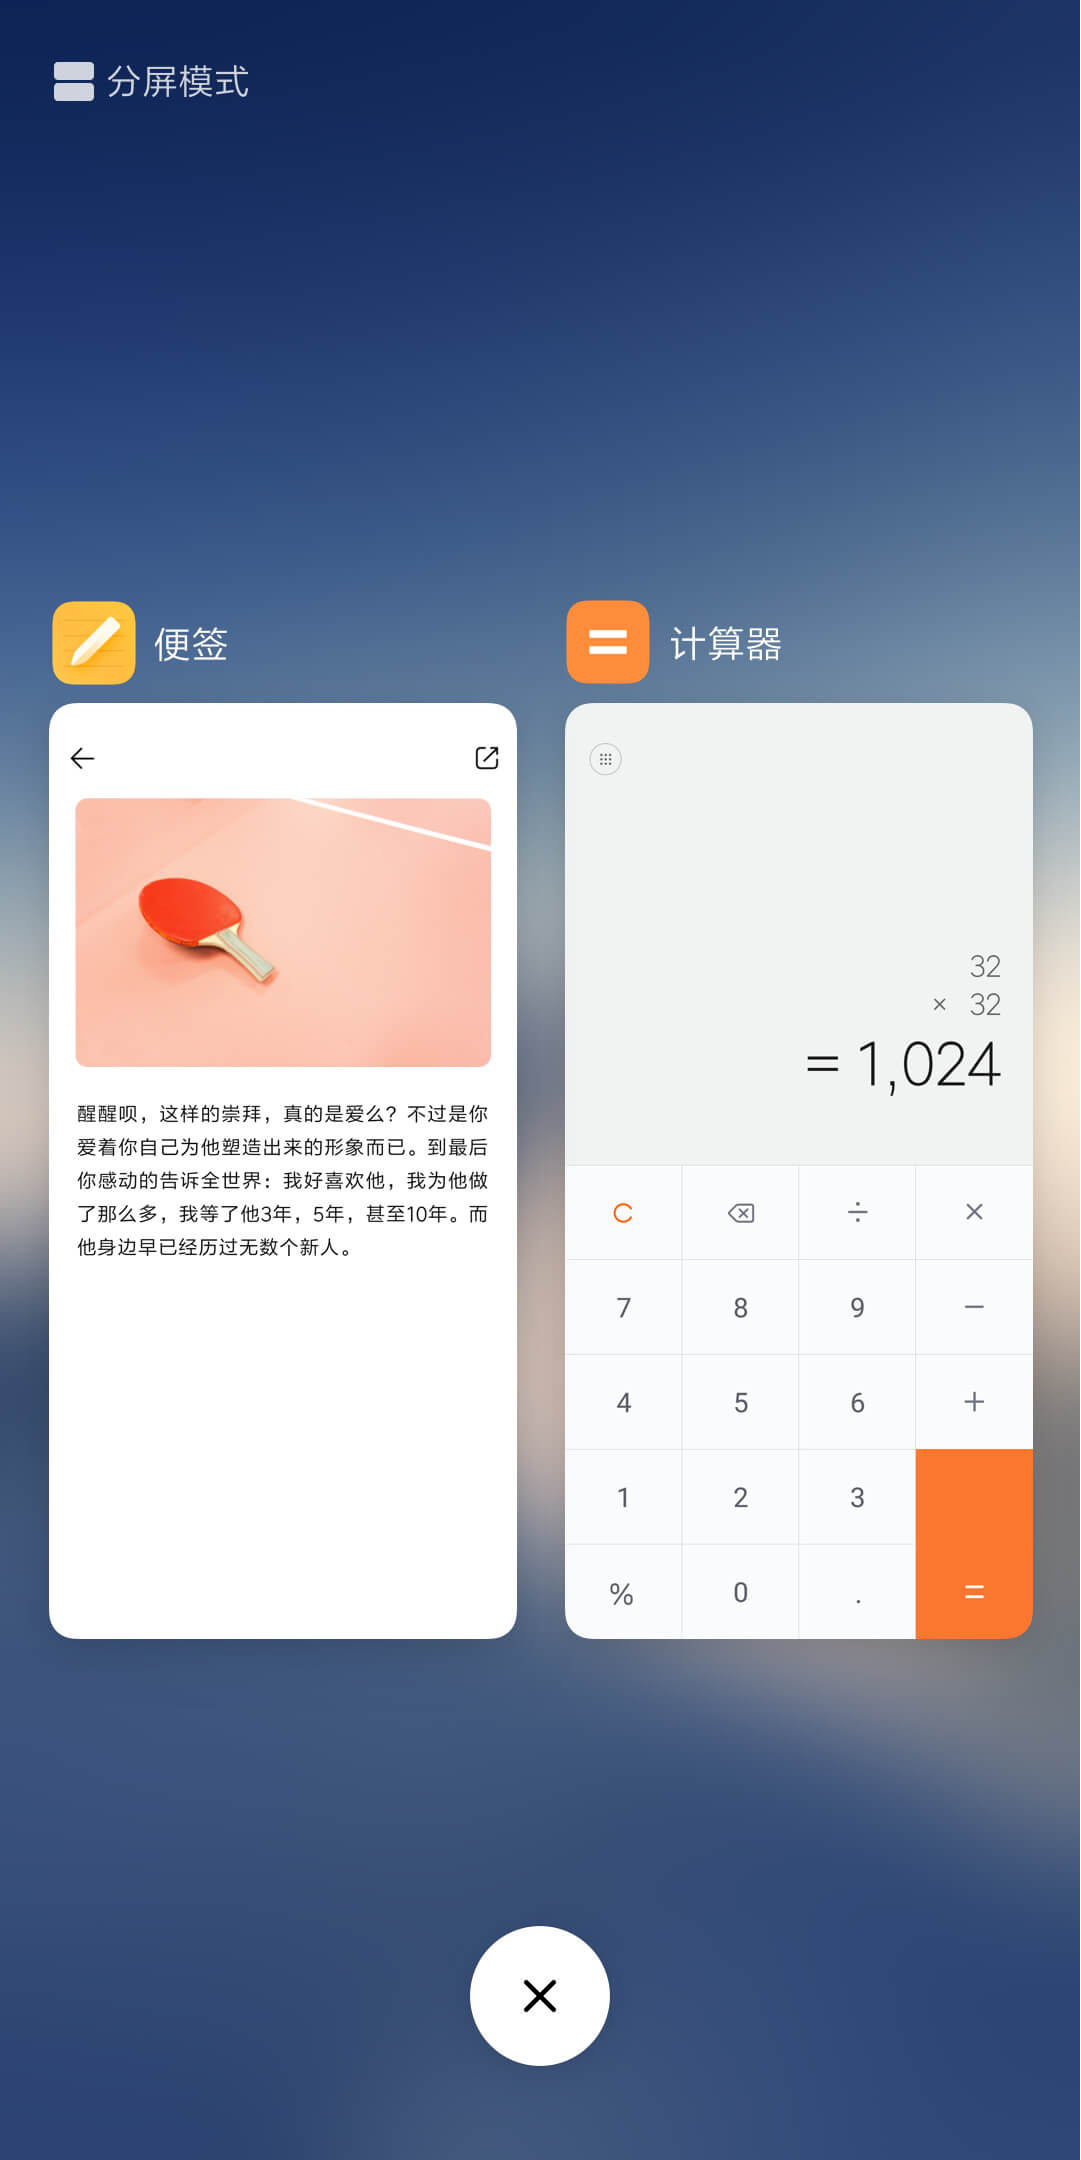 分屏模式
便签
醒醒呗，这样的崇拜，真的是爱么？不过是你
爱着你自己为他塑造出来的形象而已。到最后
你感动的告诉全世界：我好喜欢他，我为他做
了那么多，我等了他3年，5年，甚至10年。而
他身边早已经历过无数个新人。
计算器
32
× 32
= 1,024
C ÷ ×
7 8 9 −
4 5 6 +
1 2 3
% 0 . =